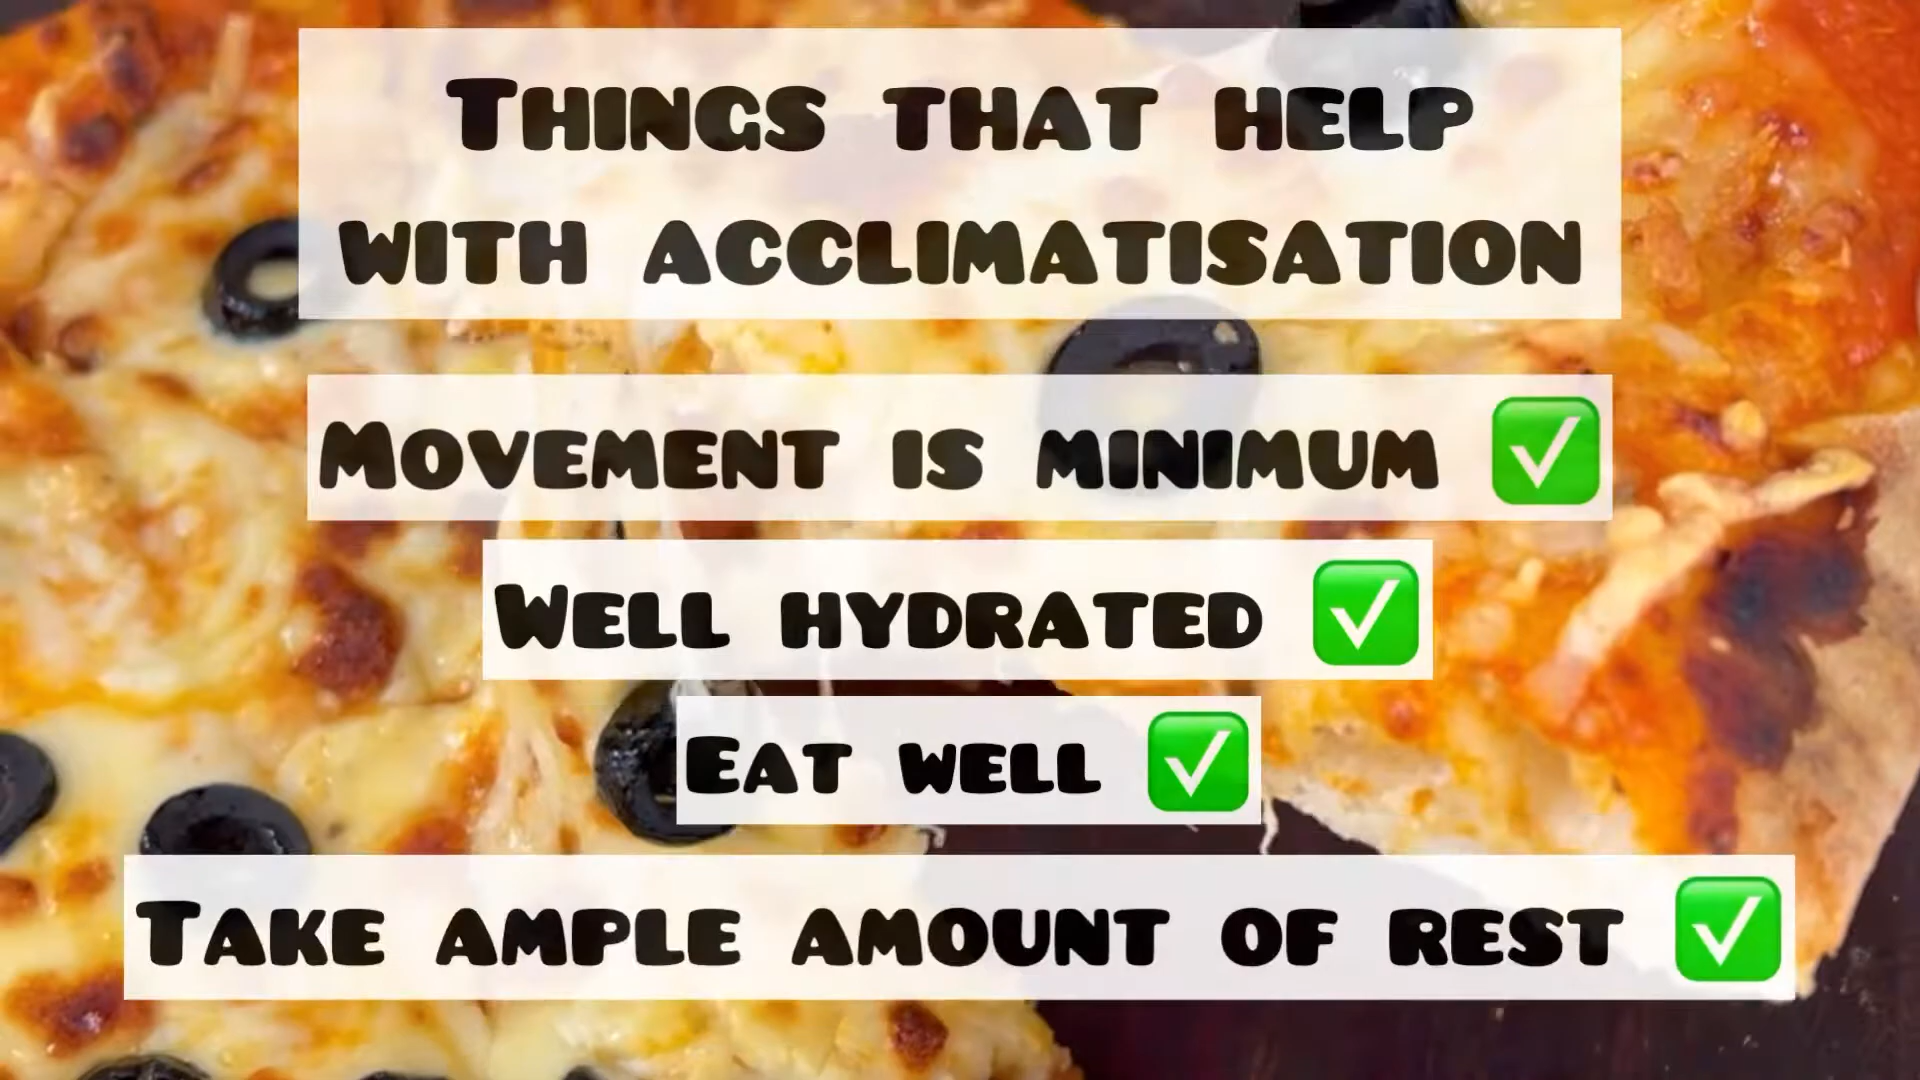 Things that help
with acclimatisation
Movement is minimum ✅
Well hydrated ✅
Eat well ✅
Take ample amount of rest ✅